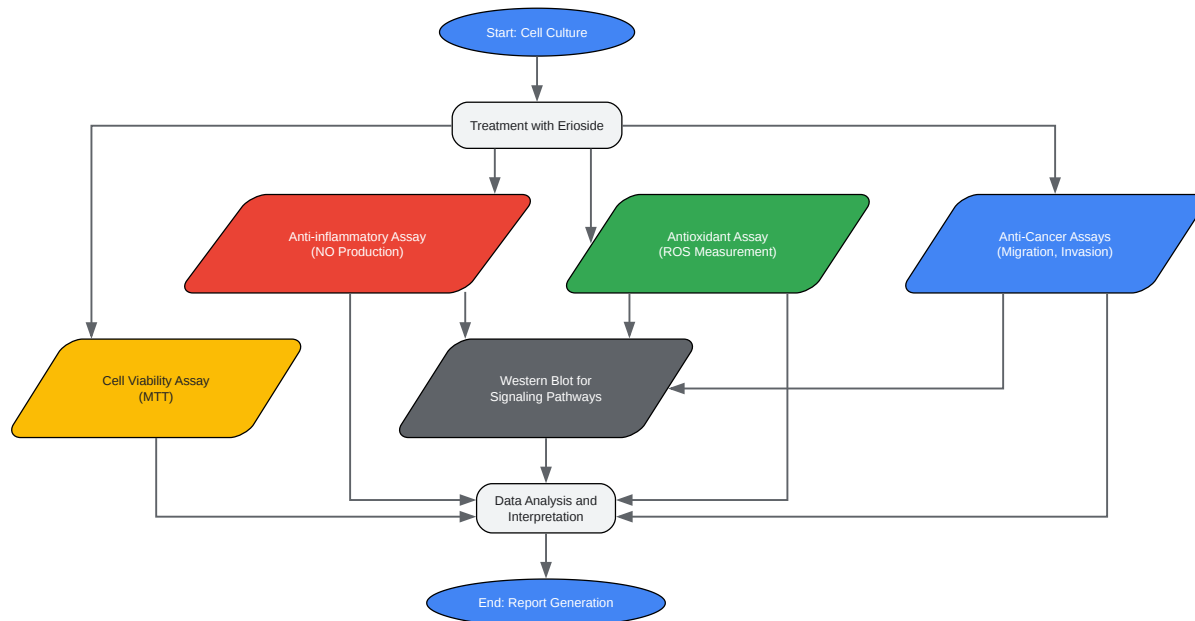 Start: Cell Culture
Treatment with Erioside
Anti-inflammatory Assay
(NO Production)
Antioxidant Assay
(ROS Measurement)
Anti-Cancer Assays
(Migration, Invasion)
Cell Viability Assay
(MTT)
Western Blot for
Signaling Pathways
Data Analysis and
Interpretation
End: Report Generation